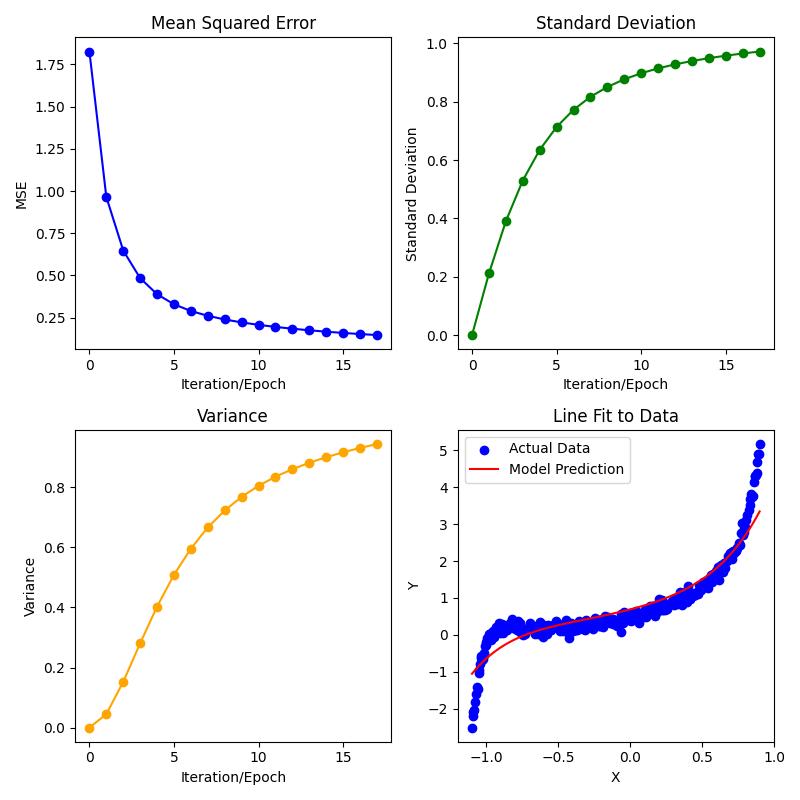 Mean Squared Error
1.75
1.50
1.25
1.00
0.75
0.50
0.25
MSE
0 5 10 15
Iteration/Epoch
Standard Deviation
1.0
0.8
0.6
0.4
0.2
0.0
Standard Deviation
0 5 10 15
Iteration/Epoch
Variance
0.8
0.6
0.4
0.2
0.0
Variance
0 5 10 15
Iteration/Epoch
Line Fit to Data
Actual Data
Model Prediction
5
4
3
2
1
0
−1
−2
Y
−1.0 −0.5 0.0 0.5 1.0
X